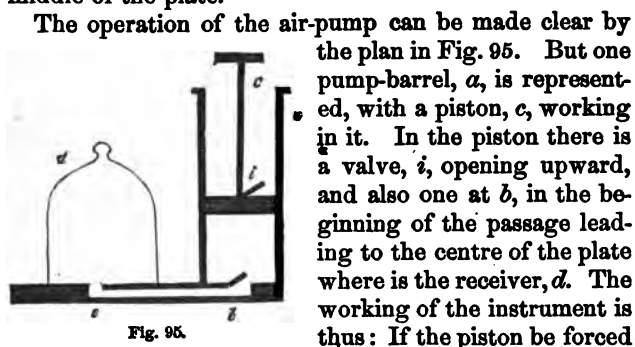 middle of the plate.
The operation of the air-pump can be made clear by
the plan in Fig. 95. But one
pump-barrel, a, is represent-
ed, with a piston, c, working
in it. In the piston there is
a valve, i, opening upward,
and also one at b, in the be-
ginning of the passage lead-
ing to the centre of the plate
where is the receiver, d. The
working of the instrument is
thus: If the piston be forced
c
i
d
e
b
Fig. 95.